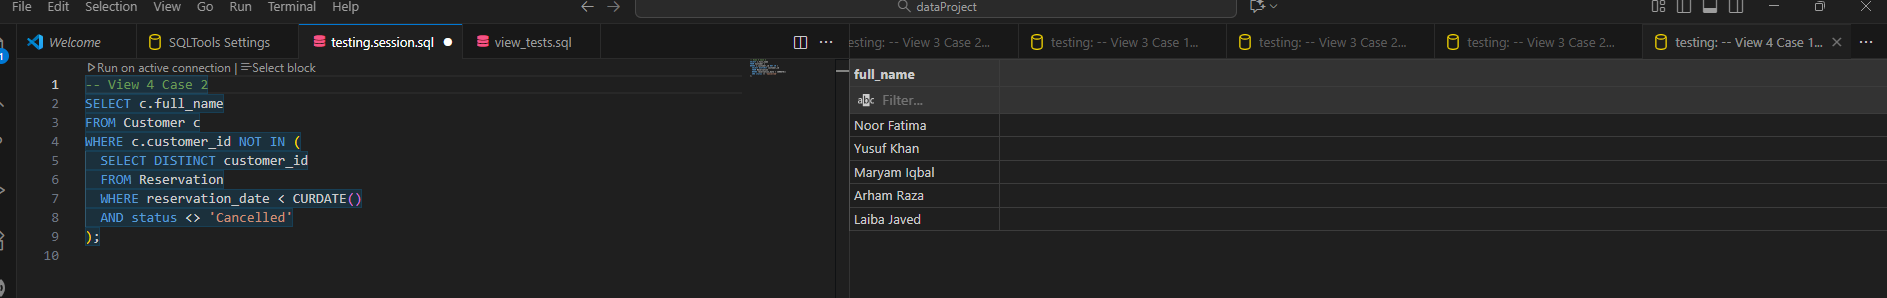 File Edit Selection View Go Run Terminal Help
dataProject
Welcome
SQLTools Settings
testing.session.sql
view_tests.sql
esting: -- View 3 Case 2...
testing: -- View 3 Case 1...
testing: -- View 3 Case 2...
testing: -- View 3 Case 2...
testing: -- View 4 Case 1...
1
Run on active connection | Select block
1 -- View 4 Case 2
2 SELECT c.full_name
3 FROM Customer c
4 WHERE c.customer_id NOT IN (
5 SELECT DISTINCT customer_id
6 FROM Reservation
7 WHERE reservation_date < CURDATE()
8 AND status <> 'Cancelled'
9 );
10
full_name
abc Filter...
Noor Fatima
Yusuf Khan
Maryam Iqbal
Arham Raza
Laiba Javed